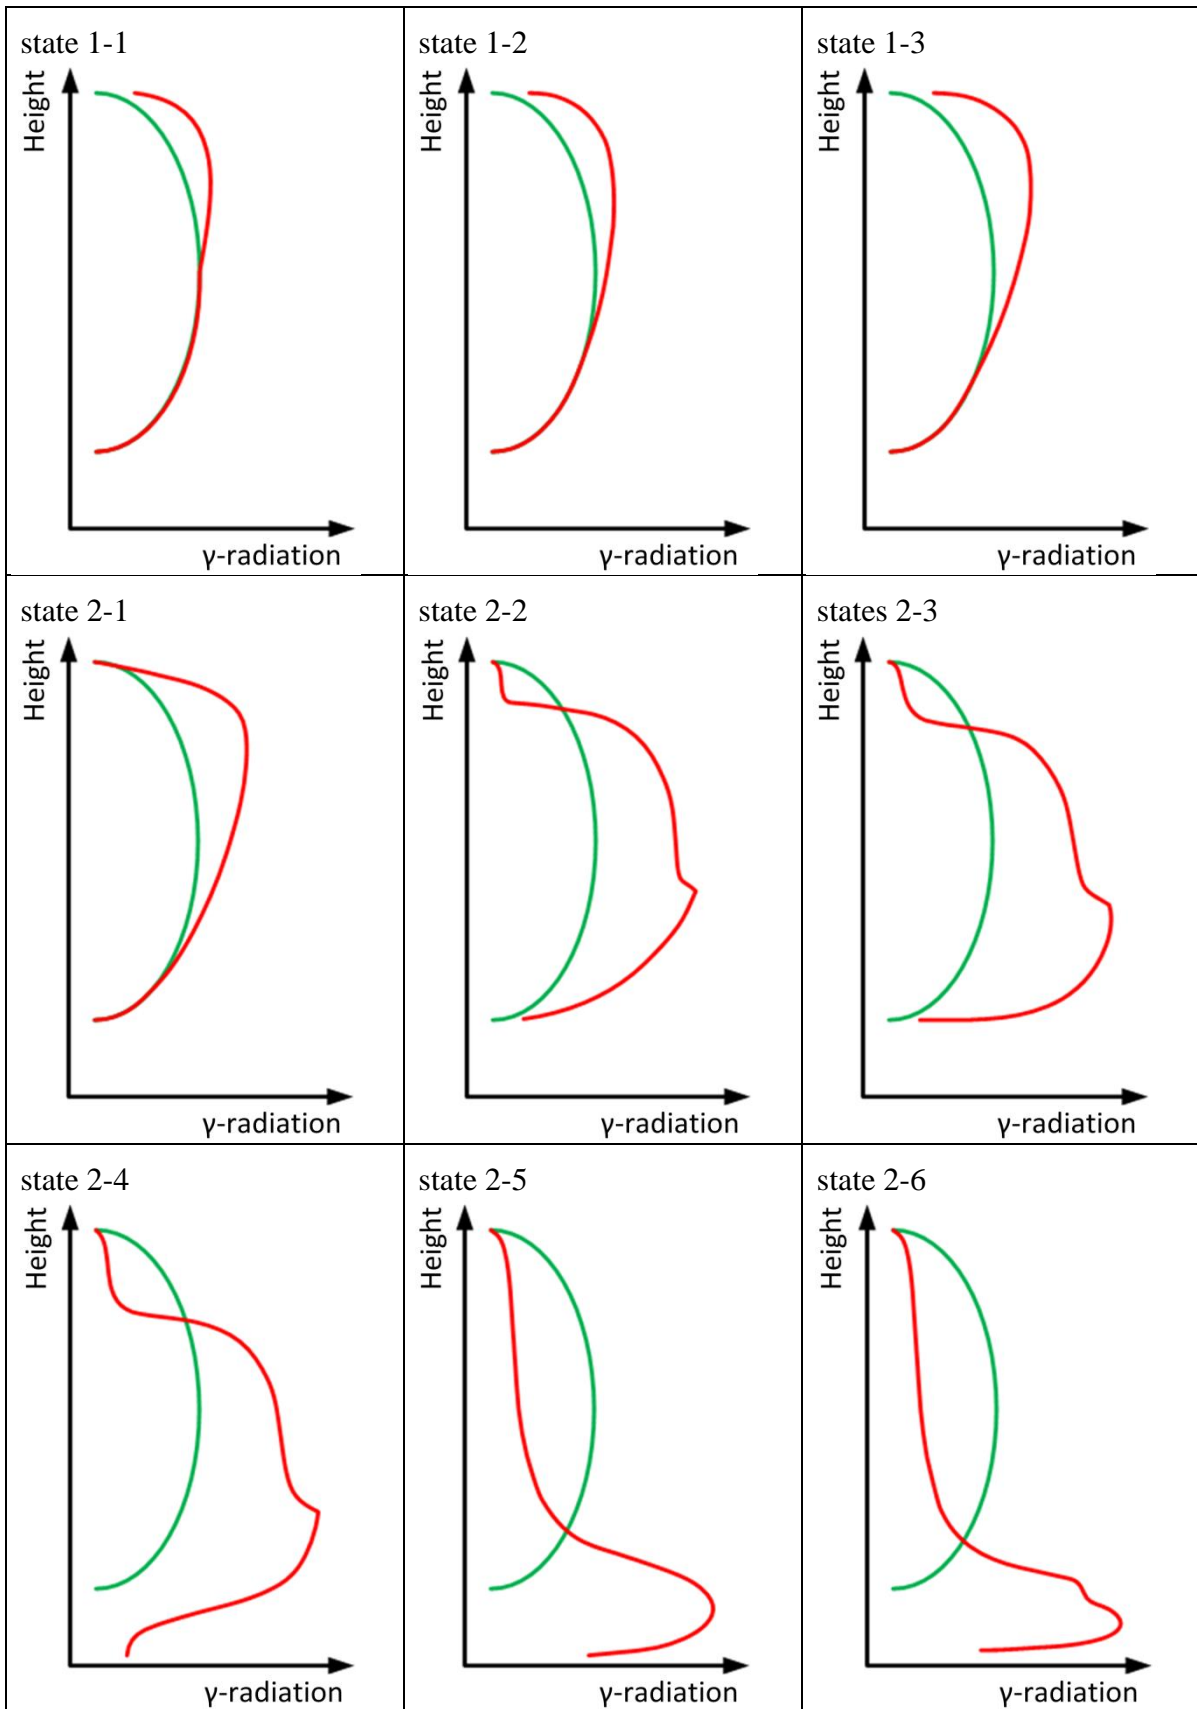 state 1-1
Height
γ-radiation
state 1-2
Height
γ-radiation
state 1-3
Height
γ-radiation
state 2-1
Height
γ-radiation
state 2-2
Height
γ-radiation
states 2-3
Height
γ-radiation
state 2-4
Height
γ-radiation
state 2-5
Height
γ-radiation
state 2-6
Height
γ-radiation